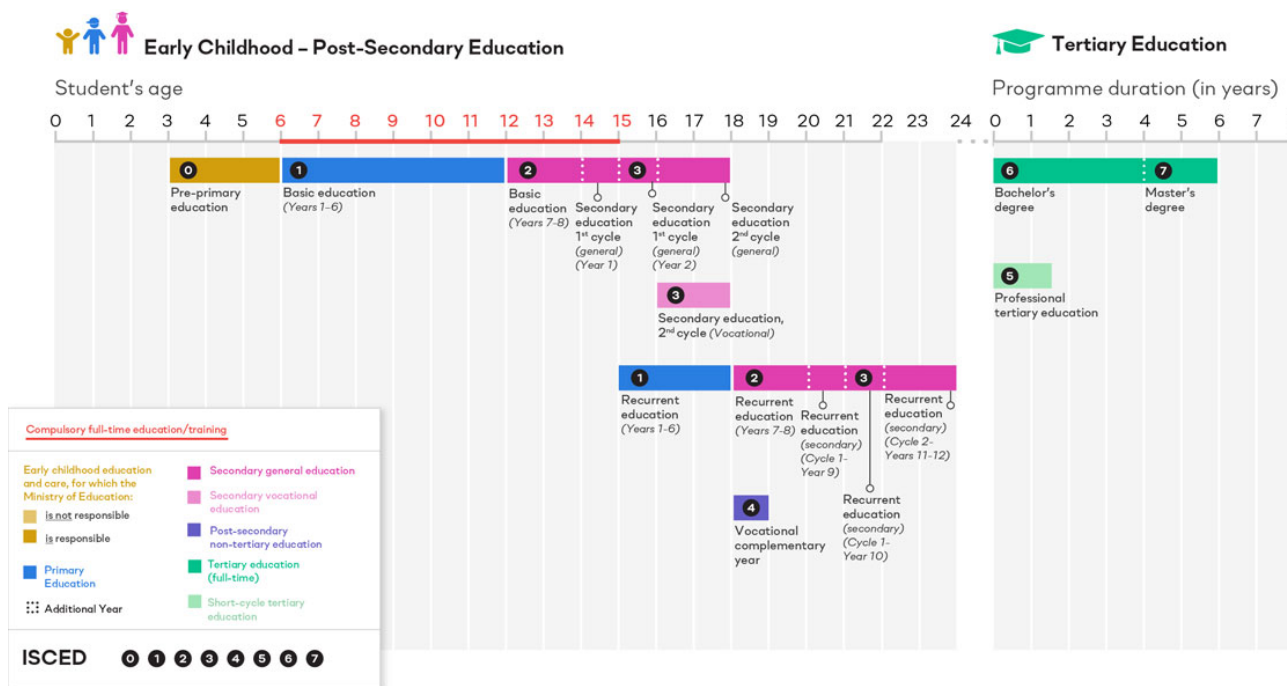 Early Childhood – Post-Secondary Education
Tertiary Education
Student's age
Programme duration (in years)
0 1 2 3 4 5 6 7 8 9 10 11 12 13 14 15 16 17 18 19 20 21 22 23 24
0 1 2 3 4 5 6 7
0
Pre-primary
education
1
Basic education
(Years 1-6)
2
Basic
education
(Years 7-8)
Secondary
education
1st cycle
(general)
(Year 1)
3
Secondary
education
1st cycle
(general)
(Year 2)
Secondary
education
2nd cycle
(general)
6
Bachelor's
degree
7
Master's
degree
3
Secondary education,
2nd cycle (Vocational)
5
Professional
tertiary education
1
Recurrent
education
(Years 1-6)
2
Recurrent
education
(Years 7-8)
Recurrent
education
(secondary)
(Cycle 1-
Year 9)
3
Recurrent
education
(secondary)
(Cycle 1-
Year 10)
Recurrent
education
(secondary)
(Cycle 2-
Years 11-12)
4
Vocational
complementary
year
Compulsory full-time education/training
Early childhood education
and care, for which the
Ministry of Education:
is not responsible
is responsible
Primary
Education
Additional Year
Secondary general education
Secondary vocational
education
Post-secondary
non-tertiary education
Tertiary education
(full-time)
Short-cycle tertiary
education
ISCED 0 1 2 3 4 5 6 7